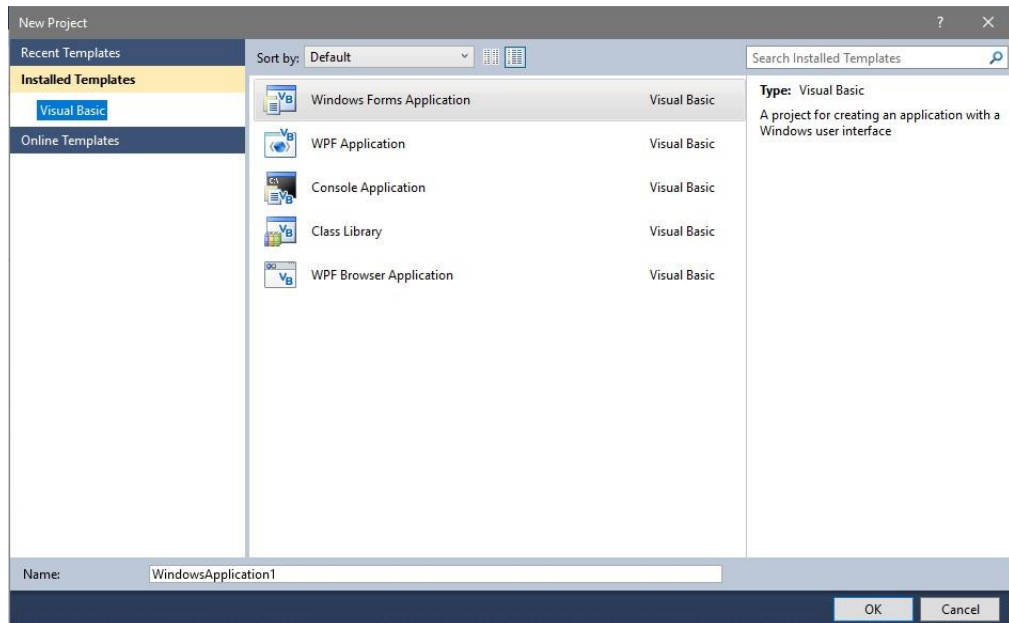 New Project
? ×
Recent Templates
Installed Templates
Visual Basic
Online Templates
Sort by: Default
Windows Forms Application Visual Basic
WPF Application Visual Basic
Console Application Visual Basic
Class Library Visual Basic
WPF Browser Application Visual Basic
Search Installed Templates
Type: Visual Basic
A project for creating an application with a
Windows user interface
Name: WindowsApplication1
OK Cancel